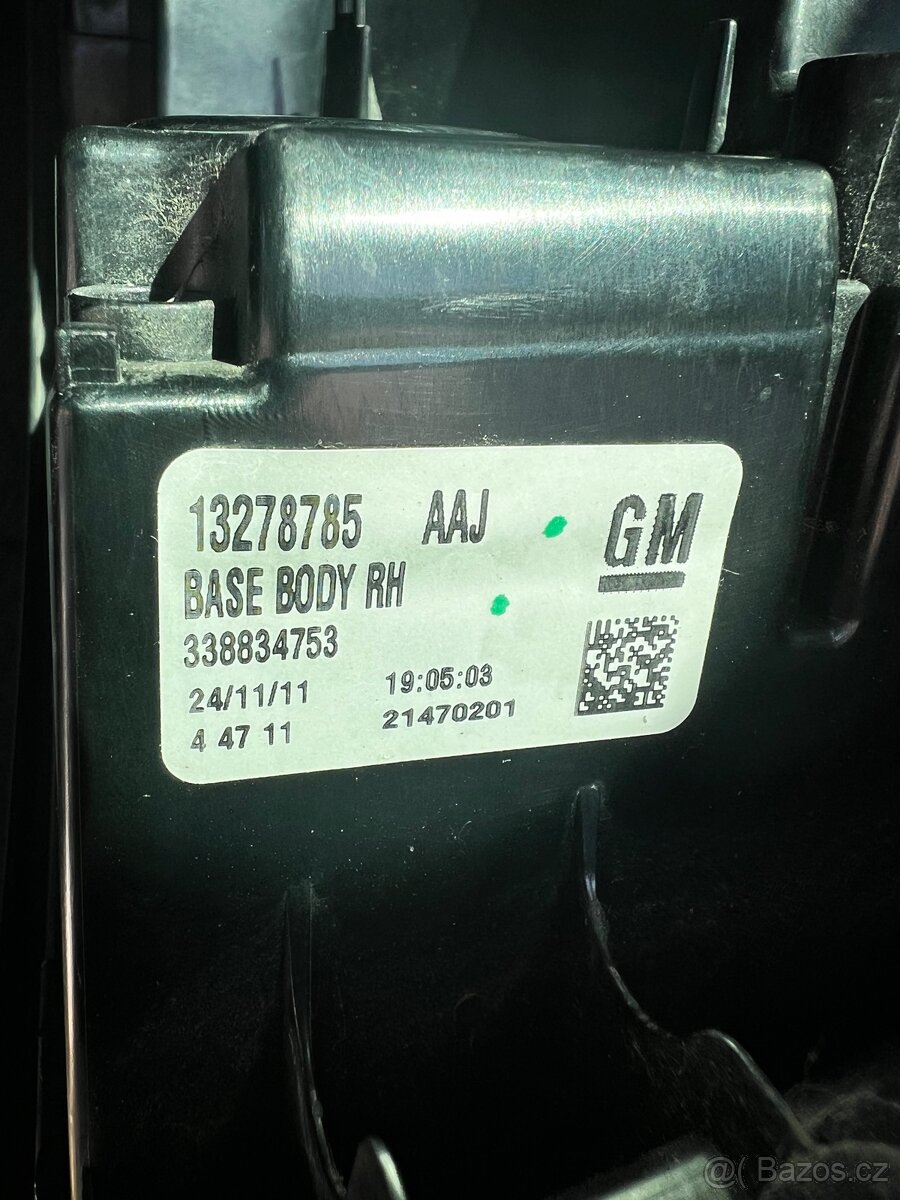 13278785 AAJ GM
BASE BODY RH
338834753
24/11/11 19:05:03
4 47 11 21470201
@( Bazos.cz